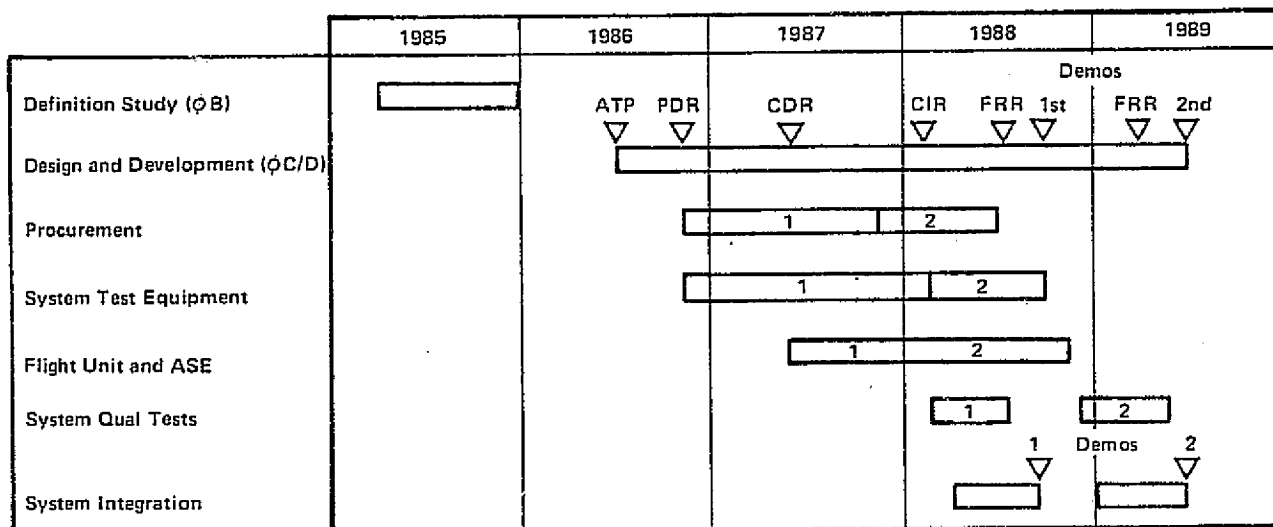 1985 1986 1987 1988 1989
Demos
Definition Study (ϕB)
ATP PDR CDR CIR FRR 1st FRR 2nd
Design and Development (ϕC/D)
Procurement 1 2
System Test Equipment 1 2
Flight Unit and ASE 1 2
System Qual Tests 1 2
1 Demos 2
System Integration